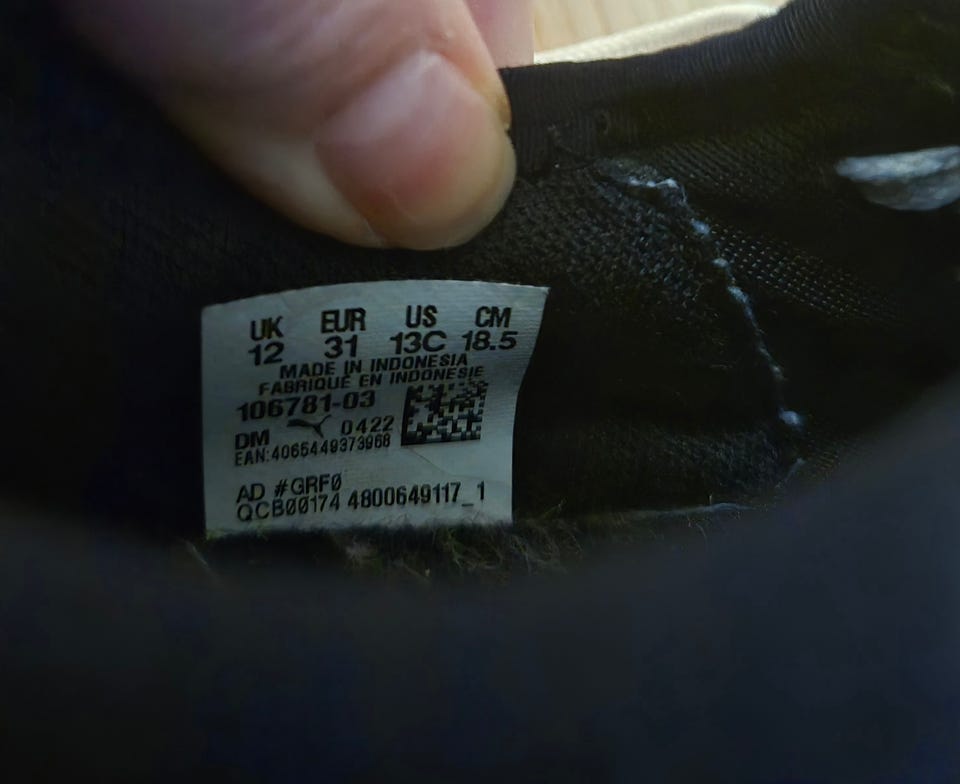 UK EUR US CM
12 31 13C 18.5
MADE IN INDONESIA
FABRIQUÉ EN INDONESIE
106781-03
DM 0422
EAN:4065449373968
AD #GRF0
QCB00174 4800649117_1